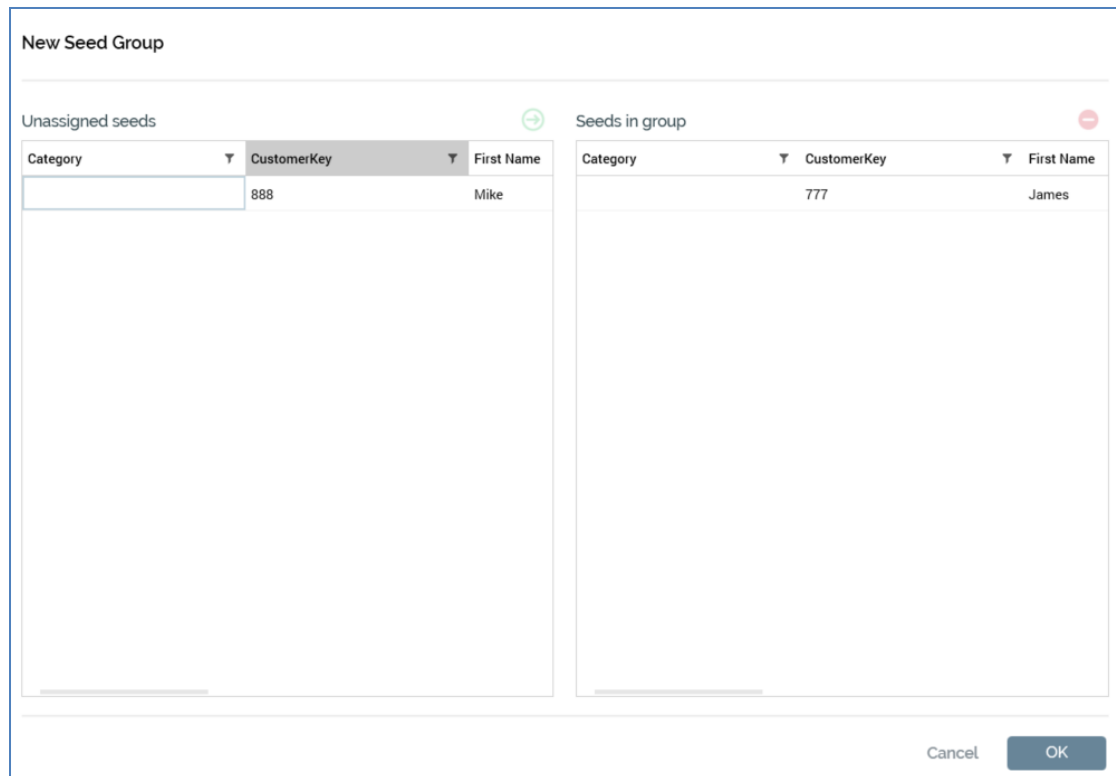 New Seed Group
Unassigned seeds
Category CustomerKey First Name
888 Mike
Seeds in group
Category CustomerKey First Name
777 James
Cancel OK